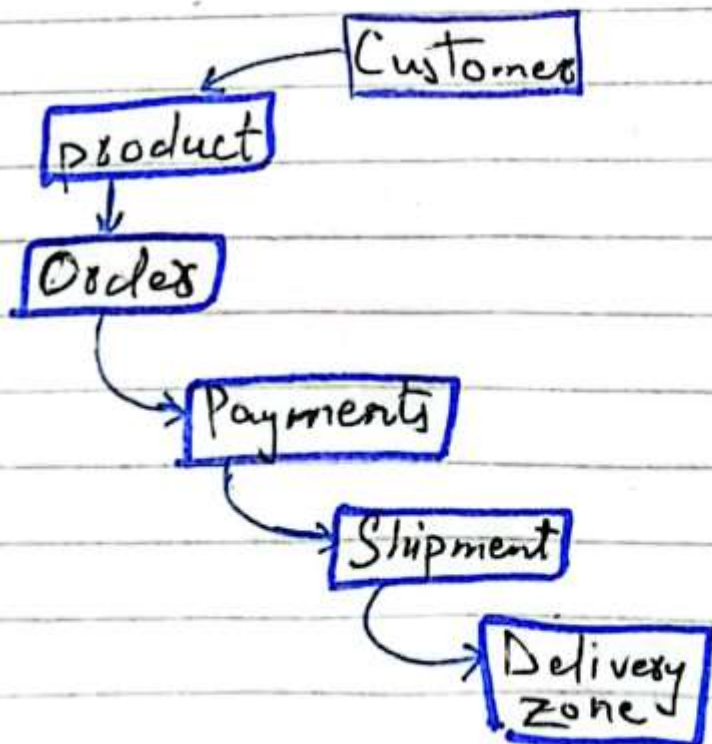 Customer
product
Order
Payments
Shipment
Delivery
zone